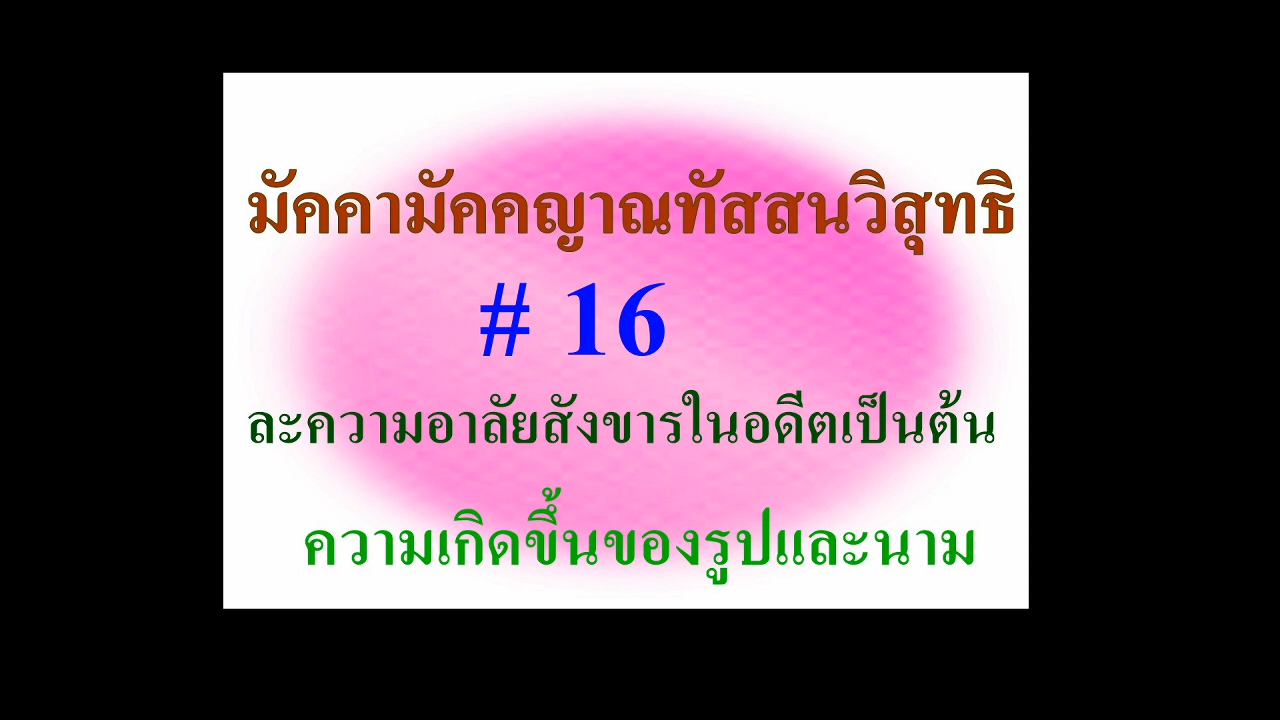 มัคคามัคคญาณทัสสนวิสุทธิ
# 16
ละความอาลัยสังขารในอดีตเป็นต้น
ความเกิดขึ้นของรูปและนาม